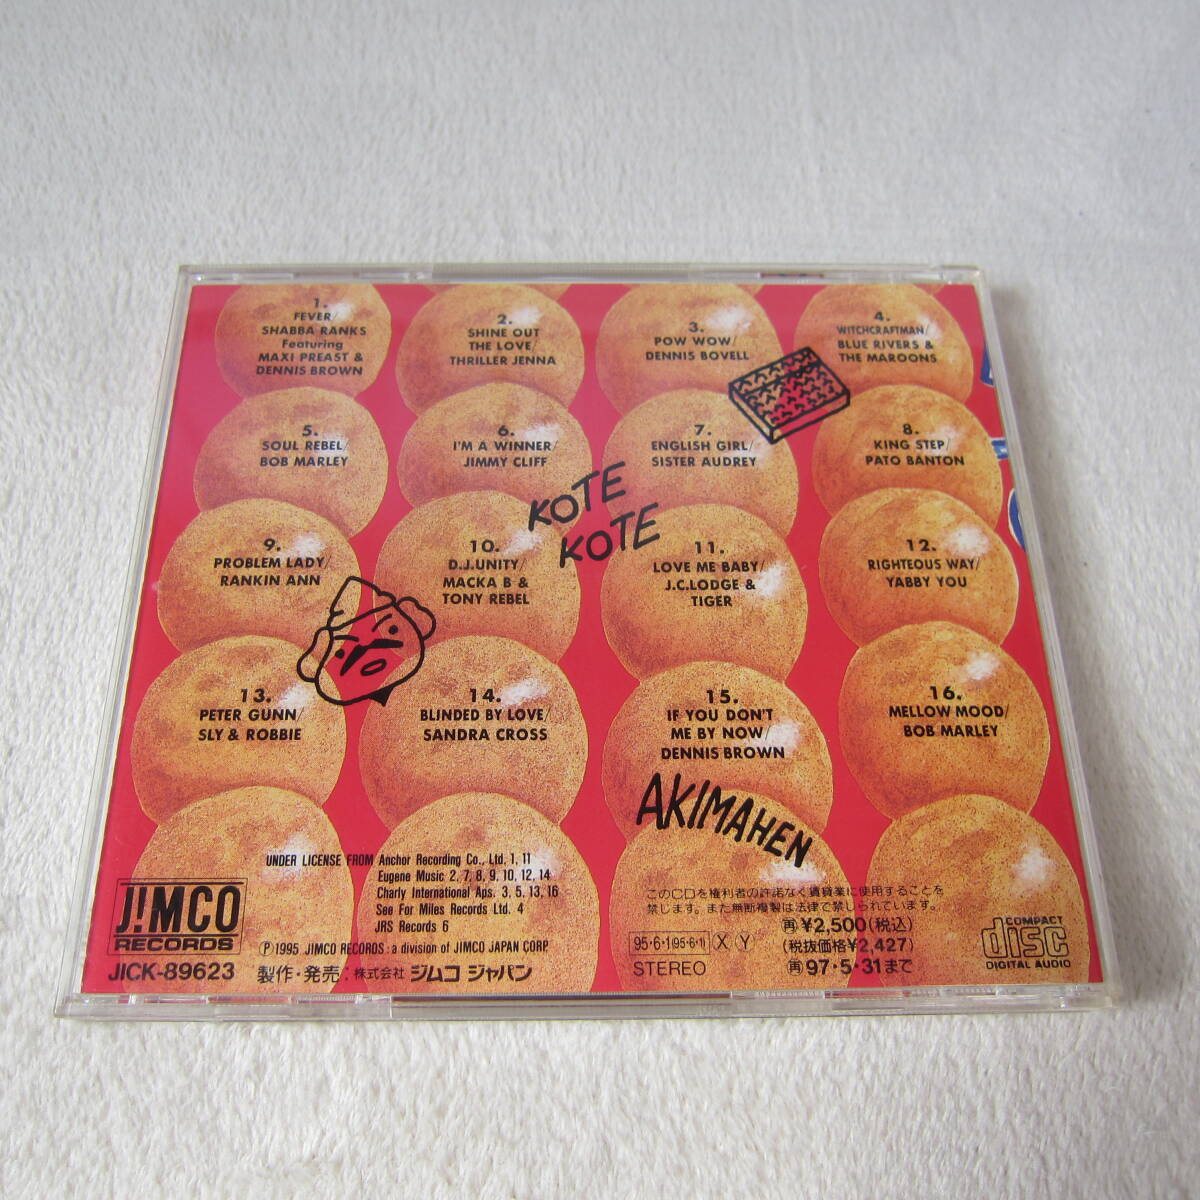 1.
FEVER/
SHABBA RANKS
Featuring
MAXI PREAST &
DENNIS BROWN
2.
SHINE OUT
THE LOVE/
THRILLER JENNA
3.
POW WOW/
DENNIS BOVELL
4.
WITCHCRAFTMAN/
BLUE RIVERS &
THE MAROONS
5.
SOUL REBEL/
BOB MARLEY
6.
I'M A WINNER/
JIMMY CLIFF
7.
ENGLISH GIRL/
SISTER AUDREY
8.
KING STEP/
PATO BANTON
KOTE
KOTE
9.
PROBLEM LADY/
RANKIN ANN
10.
D.J.UNITY/
MACKA B &
TONY REBEL
11.
LOVE ME BABY/
J.C.LODGE &
TIGER
12.
RIGHTEOUS WAY/
YABBY YOU
13.
PETER GUNN/
SLY & ROBBIE
14.
BLINDED BY LOVE/
SANDRA CROSS
15.
IF YOU DON'T
ME BY NOW/
DENNIS BROWN
16.
MELLOW MOOD/
BOB MARLEY
AKIMAHEN
UNDER LICENSE FROM Anchor Recording Co., Ltd. 1, 11
Eugene Music 2, 7, 8, 9, 10, 12, 14
Charly International Aps. 3, 5, 13, 16
See For Miles Records Ltd. 4
JRS Records 6
J!MCO
RECORDS
Ⓟ1995 JIMCO RECORDS : a division of JIMCO JAPAN CORP
JICK-89623 製作・発売：株式会社 ジムコ ジャパン
このCDを権利者の許諾なく賃貸業に使用することを
禁じます。また無断複製は法律で禁じられています。
95・6・1(95・6・1) Ⓧ Ⓨ
STEREO
㊢¥2,500(税込)
(税抜価格¥2,427)
㊢97・5・31まで
COMPACT
disc
DIGITAL AUDIO